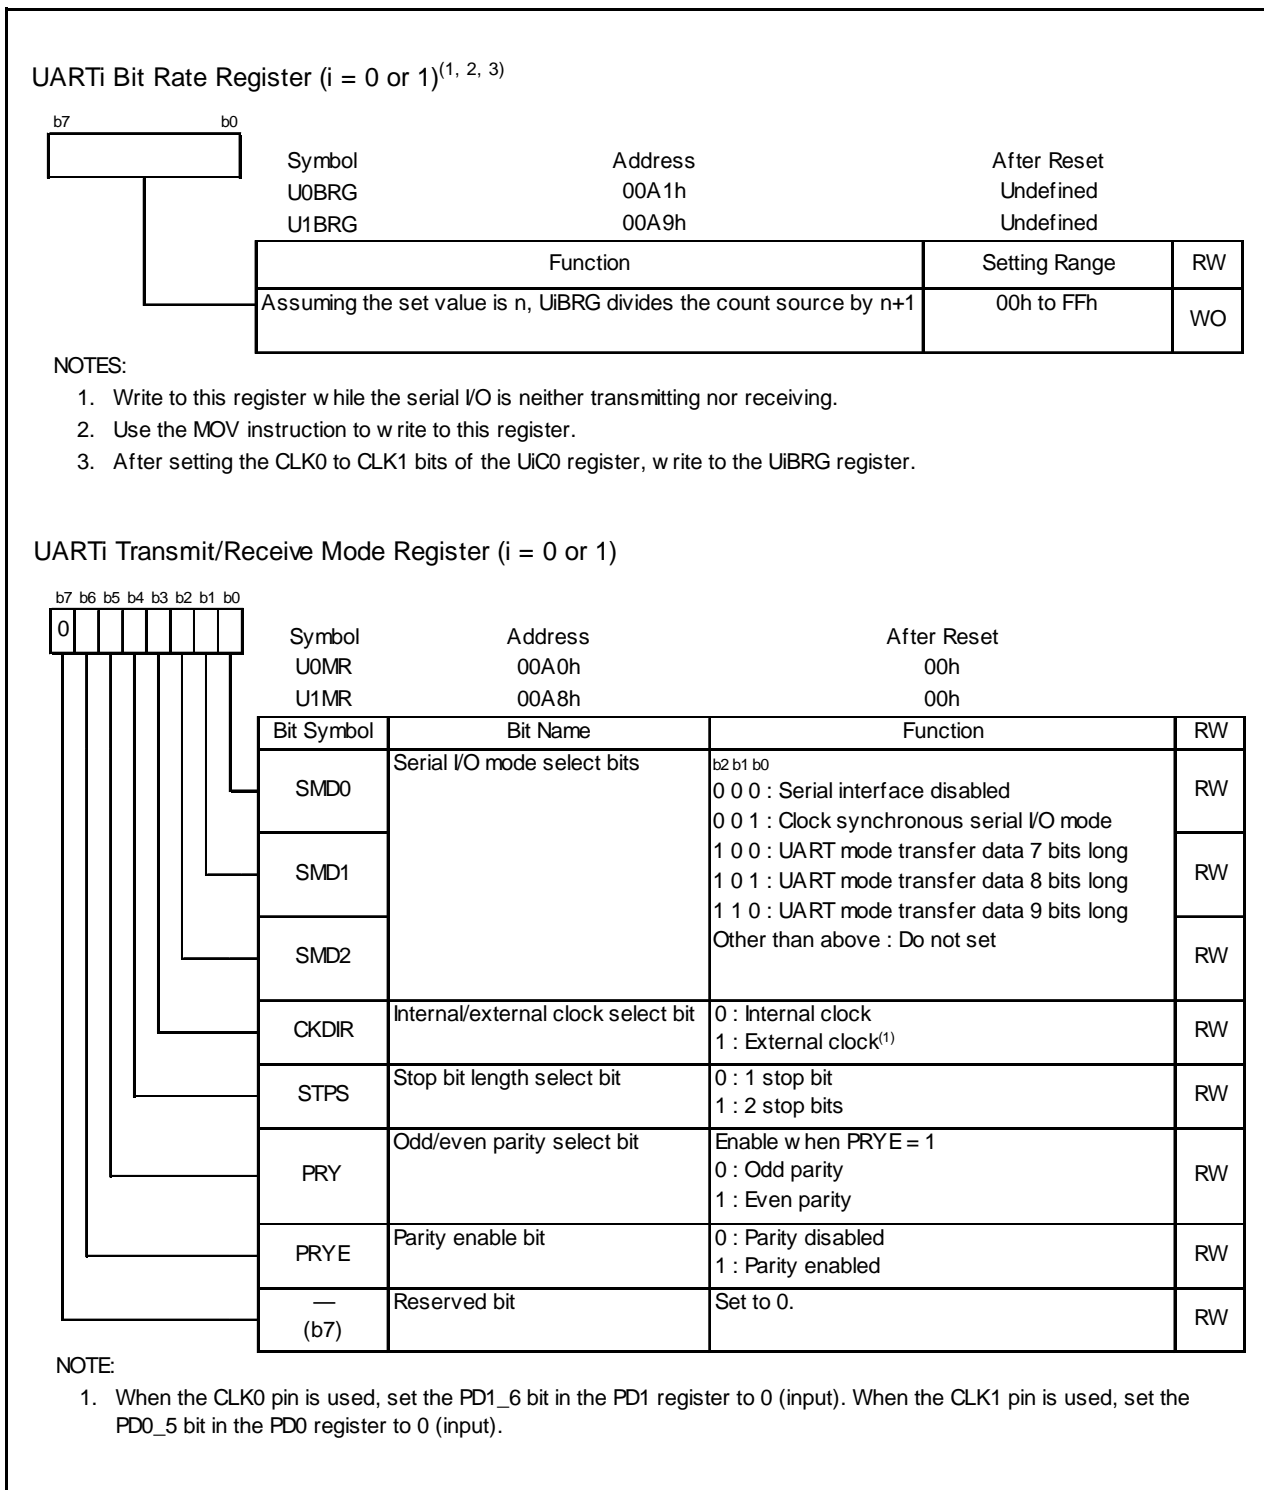 UARTi Bit Rate Register (i = 0 or 1)(1, 2, 3)
b7 b0
Symbol Address After Reset
U0BRG 00A1h Undefined
U1BRG 00A9h Undefined
Function Setting Range RW
Assuming the set value is n, UiBRG divides the count source by n+1 00h to FFh WO
NOTES:
1. Write to this register w hile the serial I/O is neither transmitting nor receiving.
2. Use the MOV instruction to w rite to this register.
3. After setting the CLK0 to CLK1 bits of the UiC0 register, w rite to the UiBRG register.
UARTi Transmit/Receive Mode Register (i = 0 or 1)
b7 b6 b5 b4 b3 b2 b1 b0
0
Symbol Address After Reset
U0MR 00A0h 00h
U1MR 00A8h 00h
Bit Symbol Bit Name Function RW
SMD0 Serial I/O mode select bits b2 b1 b0 RW
0 0 0 : Serial interface disabled
0 0 1 : Clock synchronous serial I/O mode
SMD1 1 0 0 : UART mode transfer data 7 bits long RW
1 0 1 : UART mode transfer data 8 bits long
1 1 0 : UART mode transfer data 9 bits long
SMD2 Other than above : Do not set RW
CKDIR Internal/external clock select bit 0 : Internal clock RW
1 : External clock(1)
STPS Stop bit length select bit 0 : 1 stop bit RW
1 : 2 stop bits
PRY Odd/even parity select bit Enable w hen PRYE = 1 RW
0 : Odd parity
1 : Even parity
PRYE Parity enable bit 0 : Parity disabled RW
1 : Parity enabled
— Reserved bit Set to 0. RW
(b7)
NOTE:
1. When the CLK0 pin is used, set the PD1_6 bit in the PD1 register to 0 (input). When the CLK1 pin is used, set the
PD0_5 bit in the PD0 register to 0 (input).